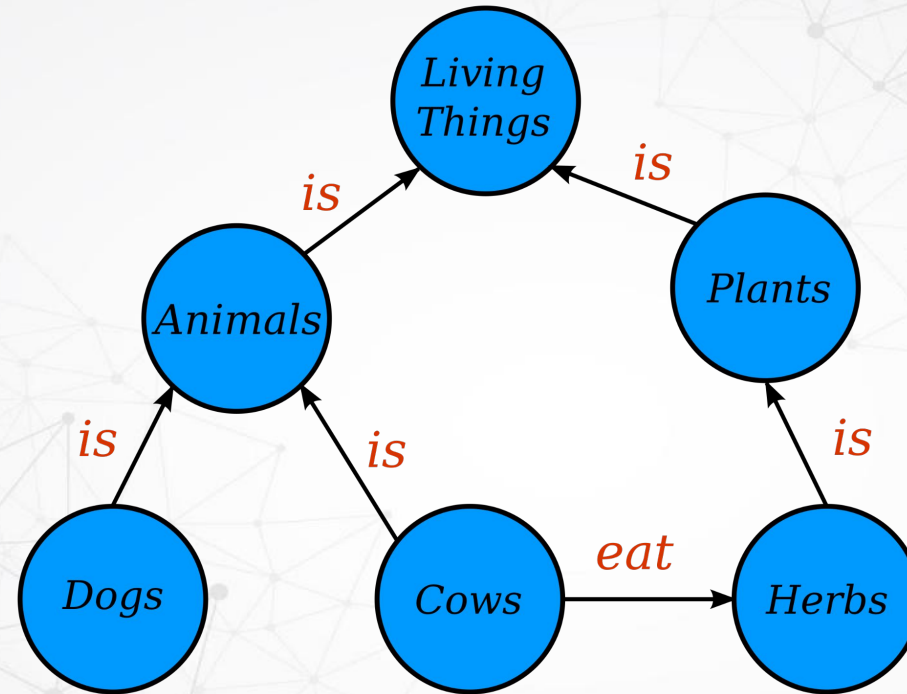 Living
Things
is
is
Animals
Plants
is
is
is
eat
Dogs
Cows
Herbs